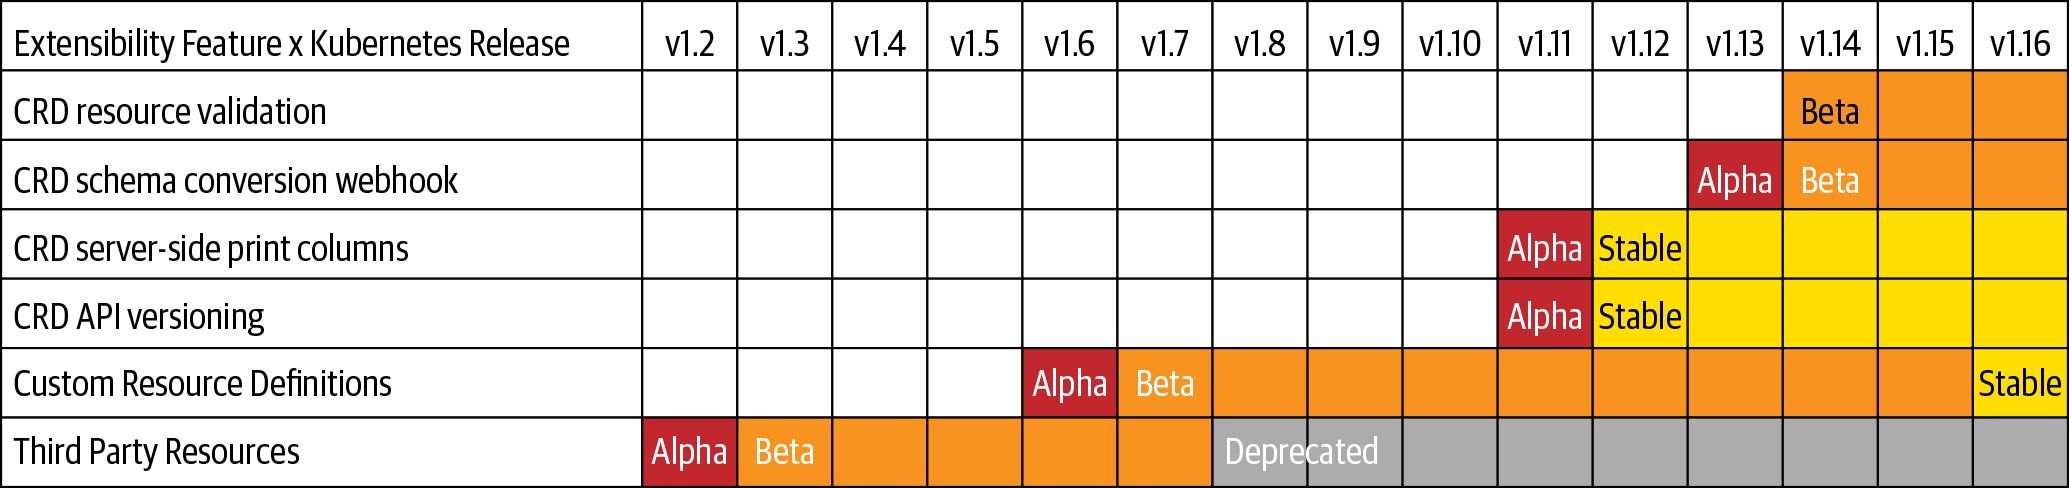 Extensibility Feature x Kubernetes Release v1.2 v1.3 v1.4 v1.5 v1.6 v1.7 v1.8 v1.9 v1.10 v1.11 v1.12 v1.13 v1.14 v1.15 v1.16
CRD resource validation Beta
CRD schema conversion webhook Alpha Beta
CRD server-side print columns Alpha Stable
CRD API versioning Alpha Stable
Custom Resource Definitions Alpha Beta Stable
Third Party Resources Alpha Beta Deprecated